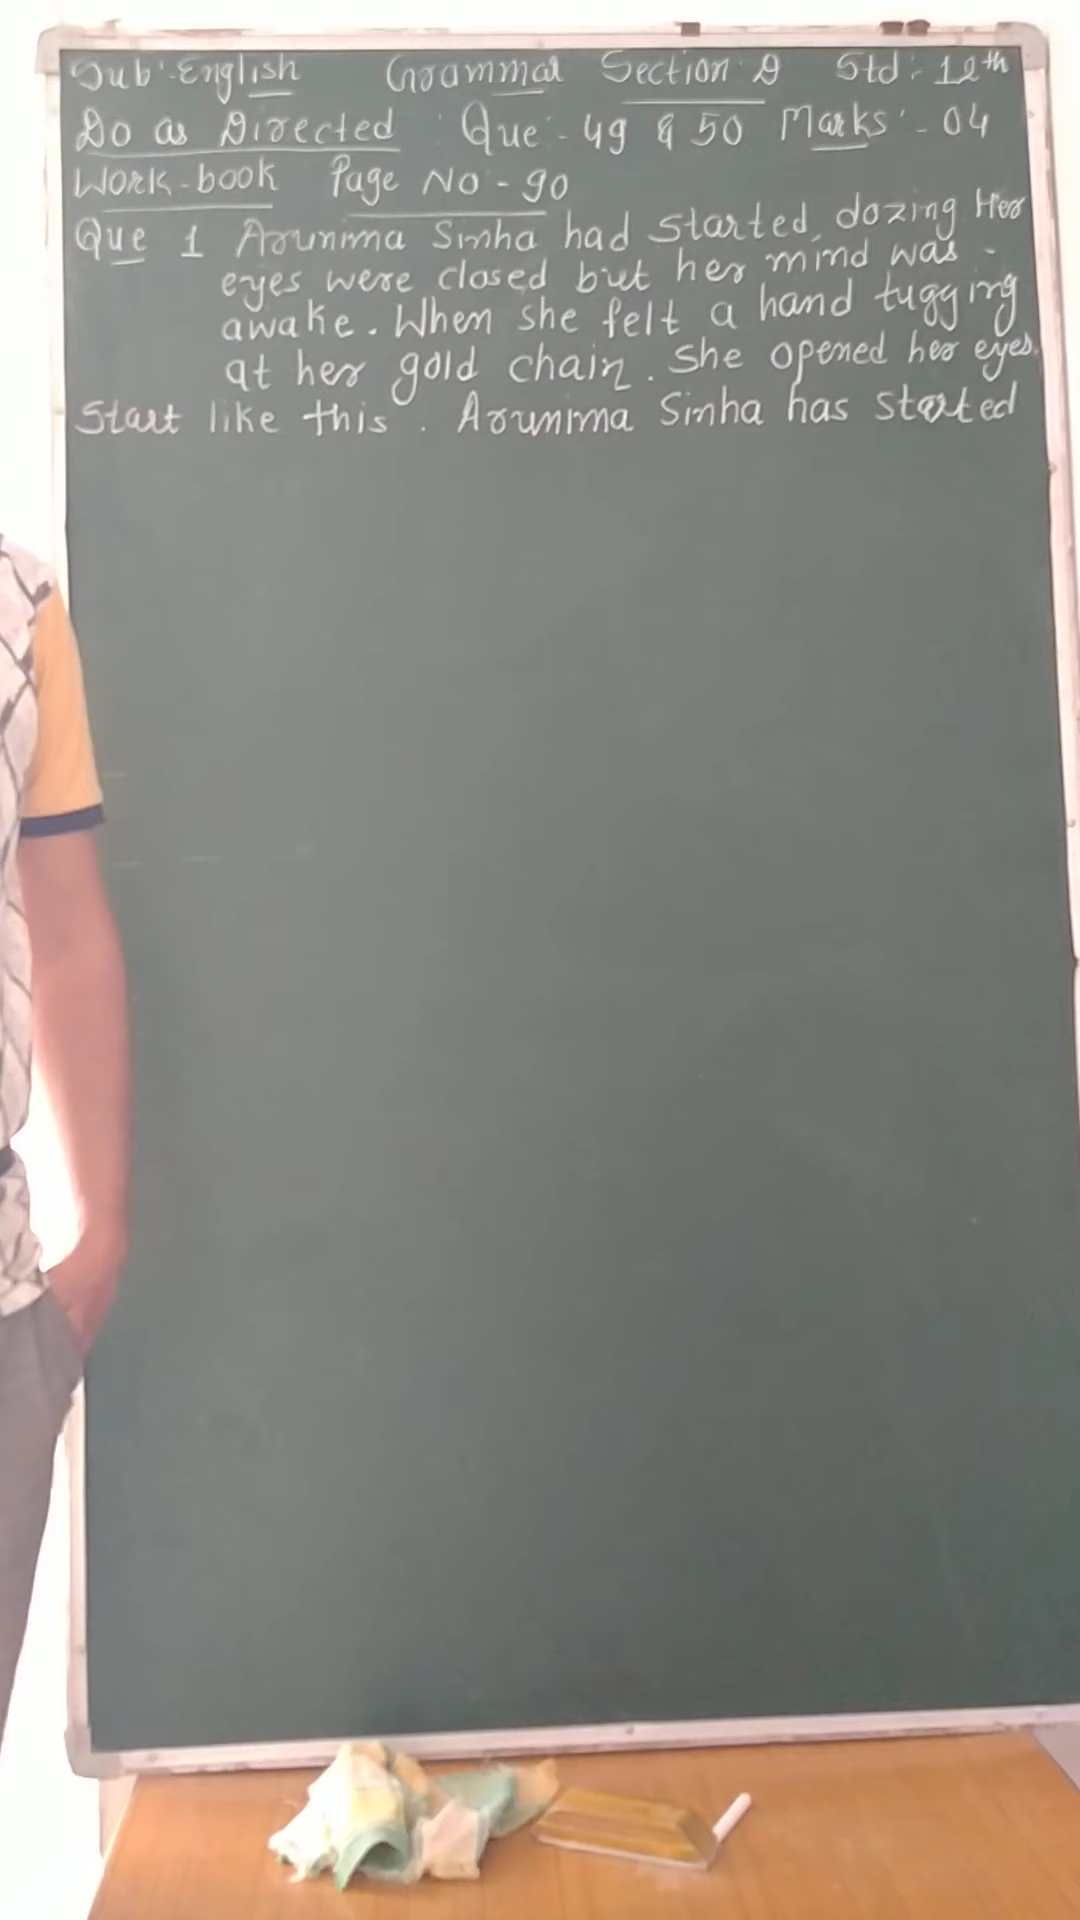 Sub:-English Grammar Section:D Std:-12th
Do as Directed : Que:-49 & 50 Marks:-04
Work-book Page No-90
Que 1 Arunima Sinha had started, dozing Her
eyes were closed but her mind was -
awake. When she felt a hand tugging
at her gold chain. She opened her eyes.
Start like this. Arunima Sinha has started